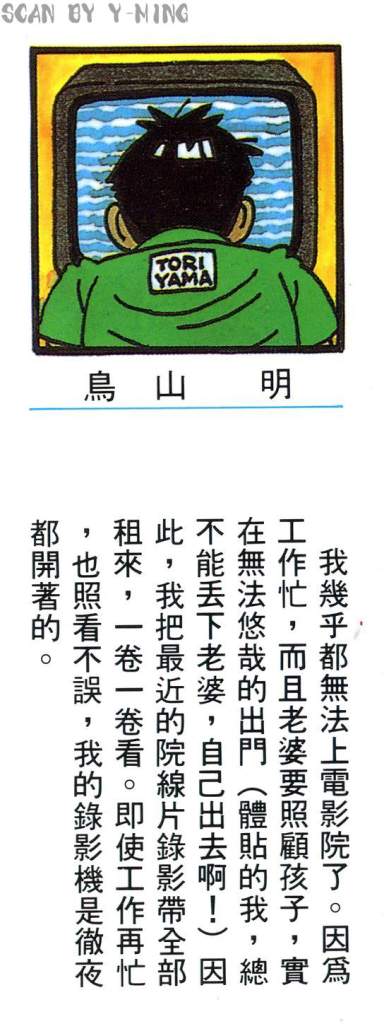 SCAN BY Y-MING
TORI
YAMA
鳥山 明
我幾乎都無法上電影院了。因為
工作忙，而且老婆要照顧孩子，實
在無法悠哉的出門（體貼的我，總
不能丟下老婆，自己出去啊！）因
此，我把最近的院線片錄影帶全部
租來，一卷一卷看。即使工作再忙
，也照看不誤，我的錄影機是徹夜
都開著的。